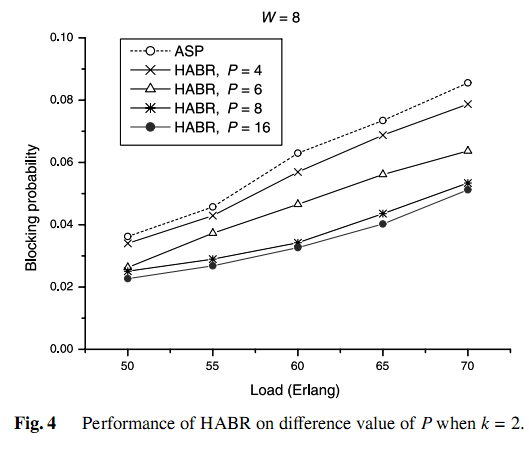 W = 8
0.10
0.08
0.06
0.04
0.02
0.00
Blocking probability
ASP
HABR, P = 4
HABR, P = 6
HABR, P = 8
HABR, P = 16
50 55 60 65 70
Load (Erlang)
Fig. 4 Performance of HABR on difference value of P when k = 2.